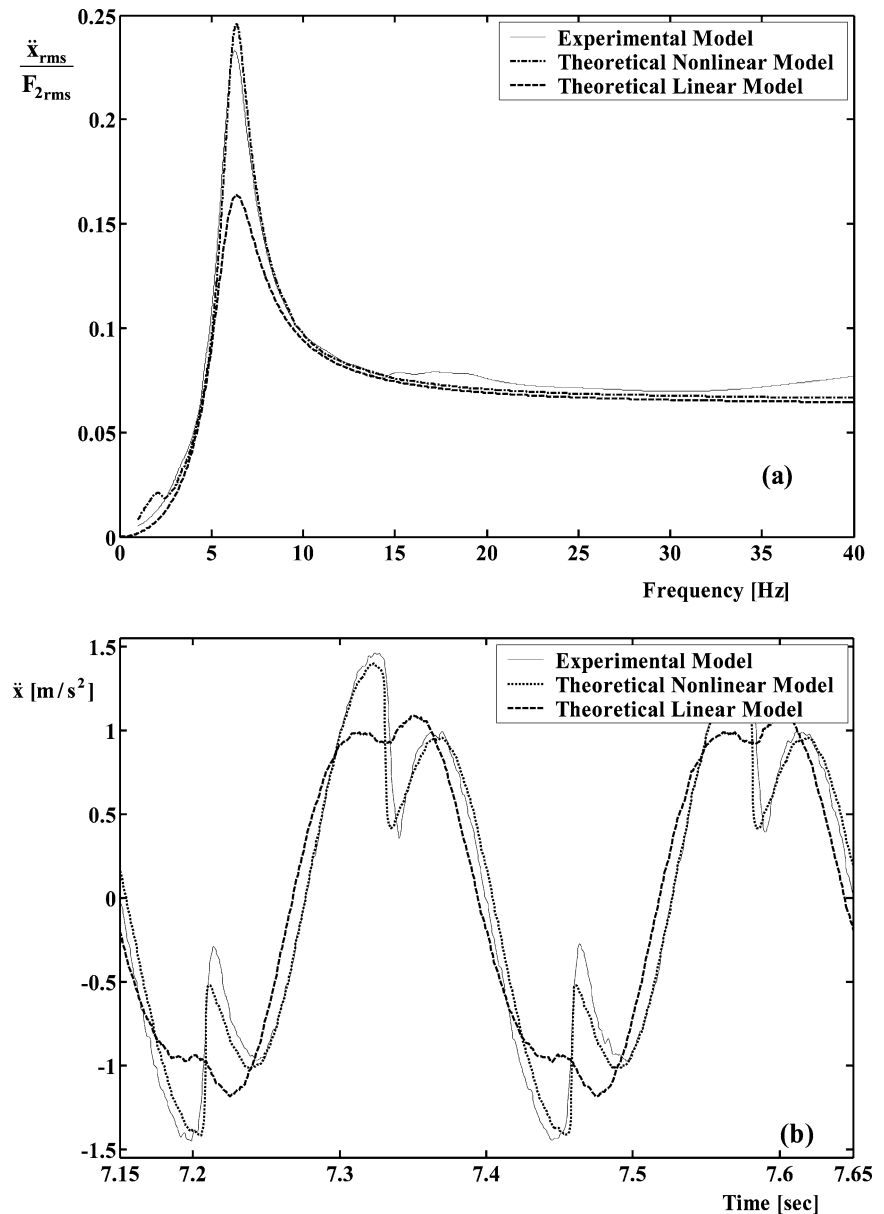 ẍrms
F2rms
0.25
0.2
0.15
0.1
0.05
0
Experimental Model
Theoretical Nonlinear Model
Theoretical Linear Model
(a)
0 5 10 15 20 25 30 35 40
Frequency [Hz]
ẍ [m/s²]
1.5
1
0.5
0
-0.5
-1
-1.5
Experimental Model
Theoretical Nonlinear Model
Theoretical Linear Model
(b)
7.15 7.2 7.3 7.4 7.5 7.6 7.65
Time [sec]